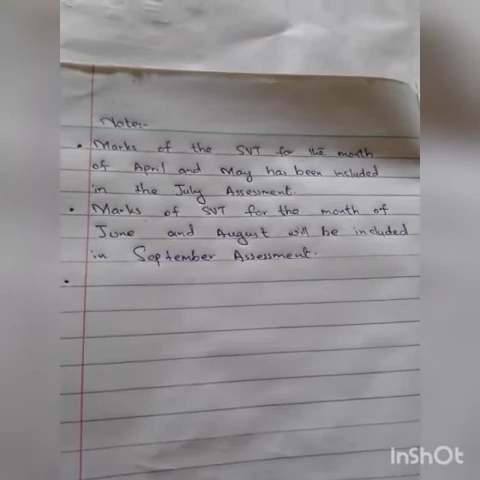 Note:-
• Marks of the SVT for the month
of April and May has been included
in the July Assessment.
• Marks of SVT for the month of
June and August will be included
in September Assessment.
•
InShOt